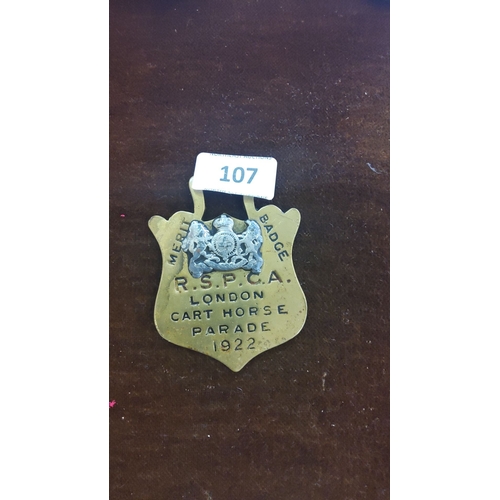 107
MERIT BADGE
R.S.P.C.A.
LONDON
CART HORSE
PARADE
1922